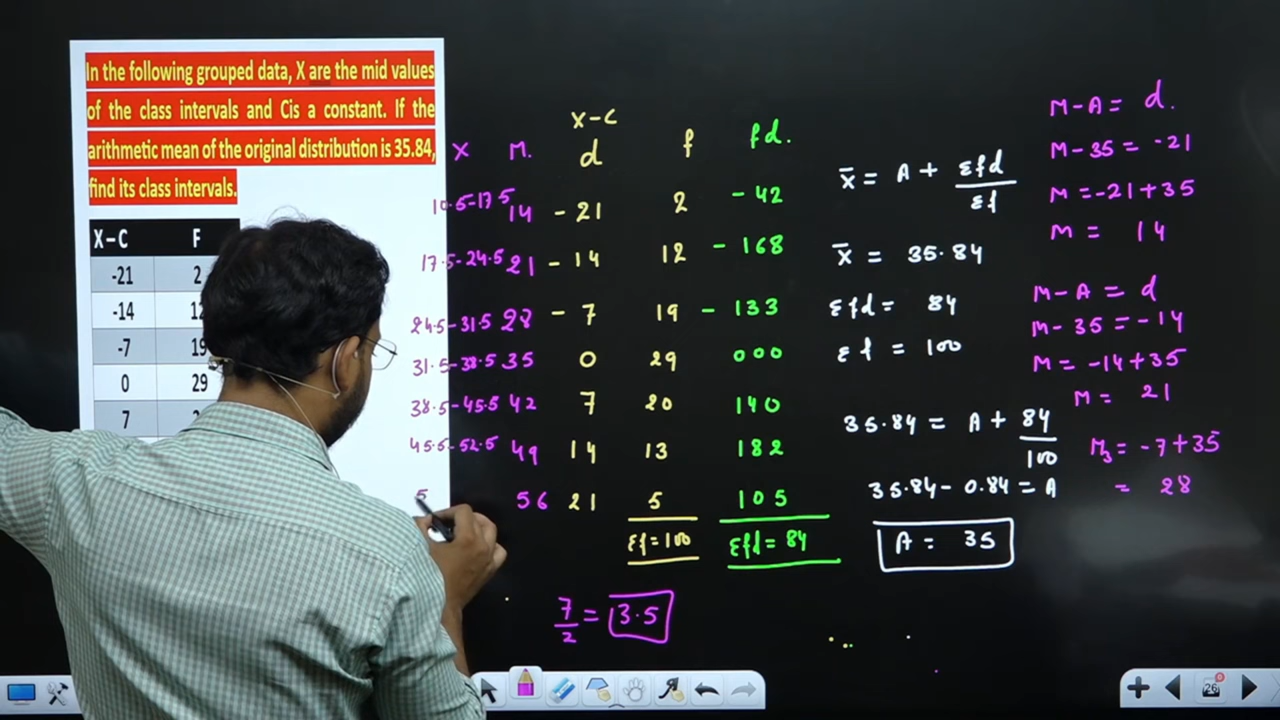 In the following grouped data, X are the mid values
of the class intervals and Cis a constant. If the
arithmetic mean of the original distribution is 35.84,
find its class intervals.
X–C F
-21 2
-14 12
-7 19
0 29
7
X M. X-C d f fd.
10.5-17.5 14 -21 2 -42
17.5-24.5 21 -14 12 -168
24.5-31.5 28 -7 19 -133
31.5-38.5 35 0 29 000
38.5-45.5 42 7 20 140
45.5-52.5 49 14 13 182
5 56 21 5 105
Σf=100 Σfd=84
7/2 = 3.5
x̄ = A + Σfd/Σf
x̄ = 35.84
Σfd = 84
Σf = 100
35.84 = A + 84/100
35.84 - 0.84 = A
A = 35
M-A = d.
M-35 = -21
M = -21+35
M = 14
M-A = d
M-35 = -14
M = -14+35
M = 21
M3 = -7+35
= 28
26